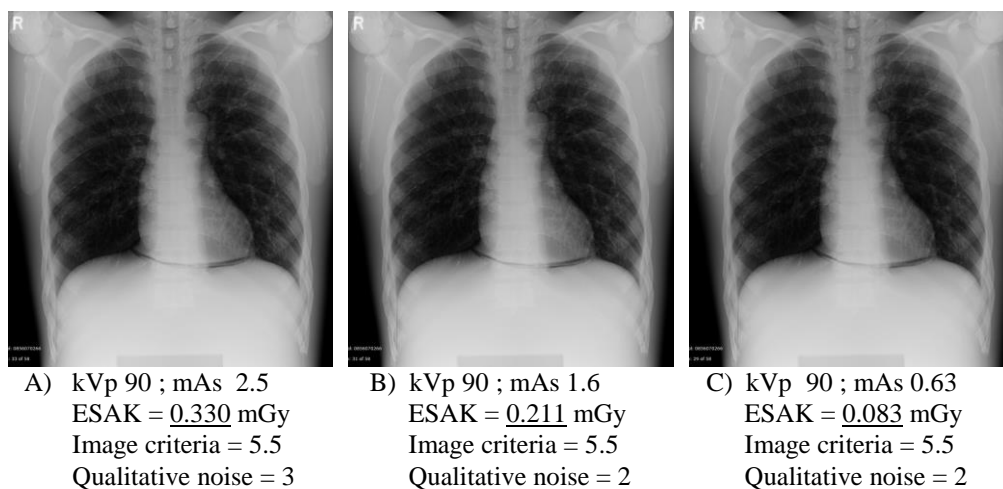 R
R
R
A) kVp 90 ; mAs 2.5
ESAK = 0.330 mGy
Image criteria = 5.5
Qualitative noise = 3
B) kVp 90 ; mAs 1.6
ESAK = 0.211 mGy
Image criteria = 5.5
Qualitative noise = 2
C) kVp 90 ; mAs 0.63
ESAK = 0.083 mGy
Image criteria = 5.5
Qualitative noise = 2